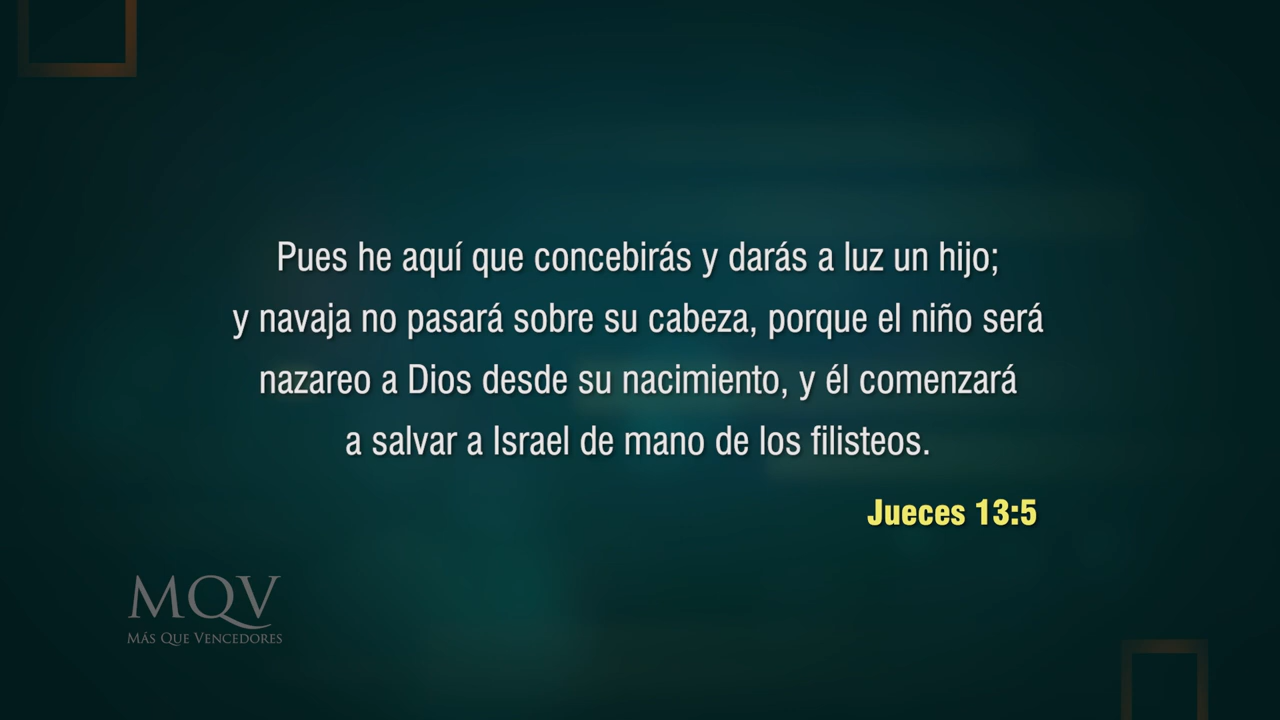 Pues he aquí que concebirás y darás a luz un hijo;
y navaja no pasará sobre su cabeza, porque el niño será
nazareo a Dios desde su nacimiento, y él comenzará
a salvar a Israel de mano de los filisteos.
Jueces 13:5
MQV
MÁS QUE VENCEDORES